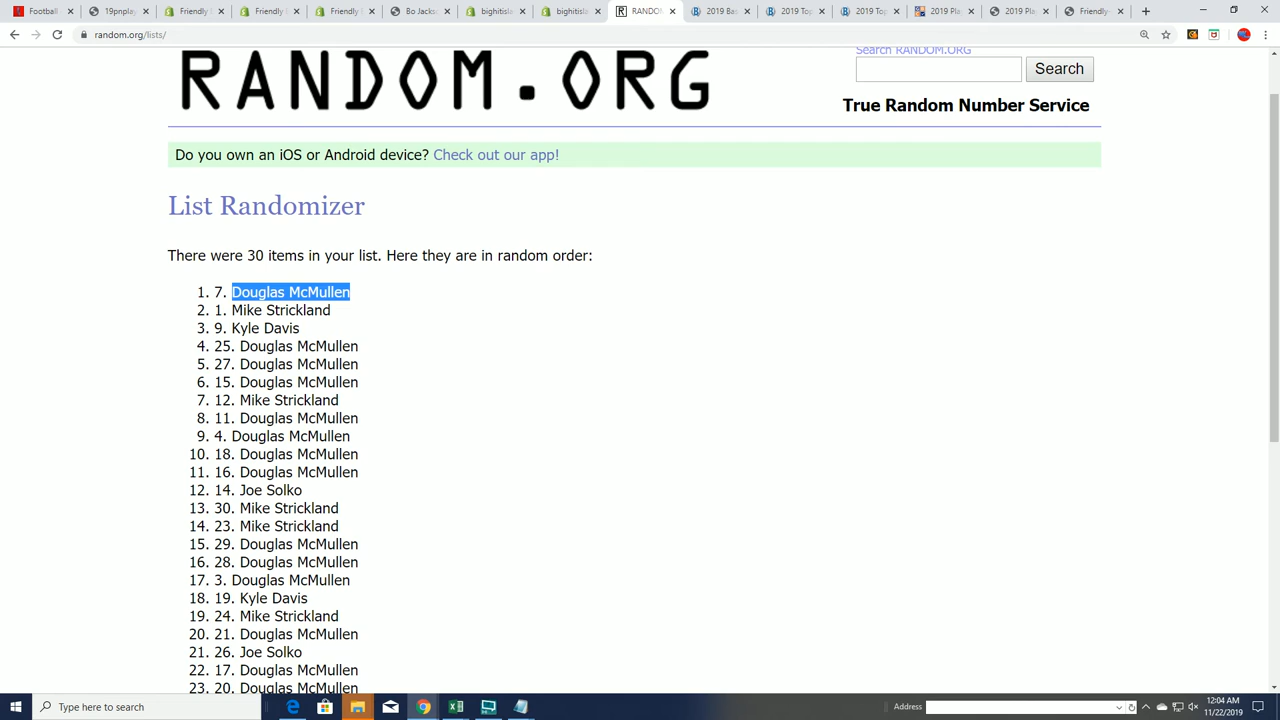 Football
19pnplay
Friendly
Friendly
Friendly
Bo Jacks
bightisla
bightisla
RANDOM
2019 Bas
2019 Top
2019 Top
2019 Pla
2019 Pla
Friendly
random.org/lists/
RANDOM.ORG
Search RANDOM.ORG
Search
True Random Number Service
Do you own an iOS or Android device? Check out our app!
List Randomizer
There were 30 items in your list. Here they are in random order:
1. 7. Douglas McMullen
2. 1. Mike Strickland
3. 9. Kyle Davis
4. 25. Douglas McMullen
5. 27. Douglas McMullen
6. 15. Douglas McMullen
7. 12. Mike Strickland
8. 11. Douglas McMullen
9. 4. Douglas McMullen
10. 18. Douglas McMullen
11. 16. Douglas McMullen
12. 14. Joe Solko
13. 30. Mike Strickland
14. 23. Mike Strickland
15. 29. Douglas McMullen
16. 28. Douglas McMullen
17. 3. Douglas McMullen
18. 19. Kyle Davis
19. 24. Mike Strickland
20. 21. Douglas McMullen
21. 26. Joe Solko
22. 17. Douglas McMullen
23. 20. Douglas McMullen
Type here to search
Address
12:04 AM
11/22/2019